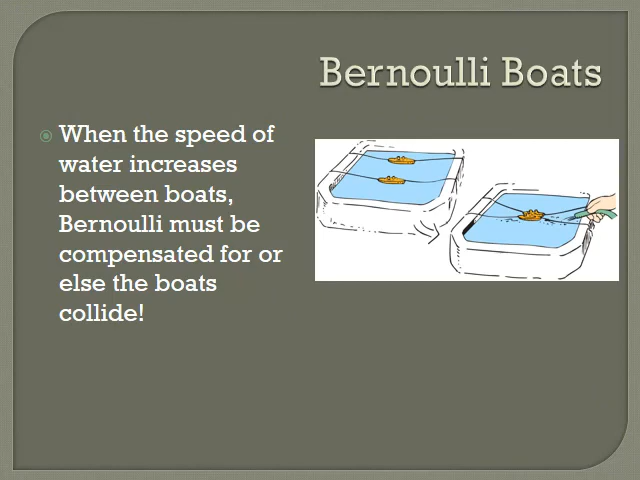 Bernoulli Boats
When the speed of
water increases
between boats,
Bernoulli must be
compensated for or
else the boats
collide!